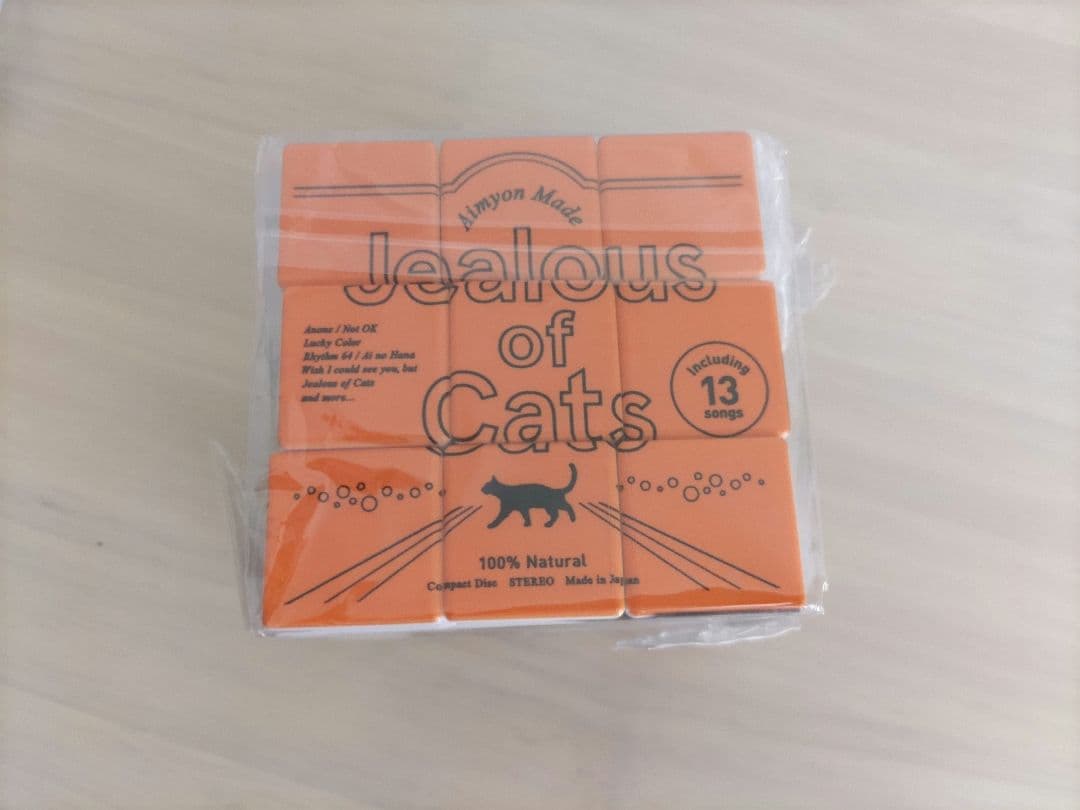 Aimyon Made
Jealous
of
Cats
Anone / Not OK
Lucky Color
Rhythm 64 / Ai no Hana
Wish I could see you, but
Jealous of Cats
and more...
Including
13
songs
100% Natural
Compact Disc STEREO Made in Japan